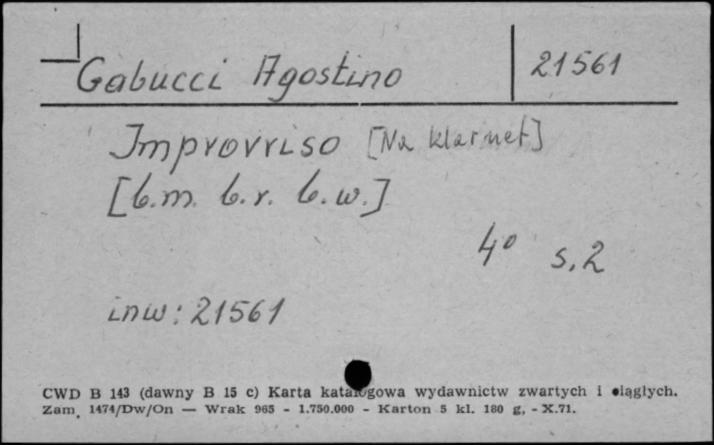 Gabucci Agostino 21561
Improvviso [Na klarnet]
[b.m. b.r. b.w.]
4° s. 2
inw: 21561
CWD B 143 (dawny B 15 c) Karta katalogowa wydawnictw zwartych i ciągłych.
Zam. 1474/Dw/On — Wrak 965 - 1.750.000 - Karton 5 kl. 180 g, - X.71.